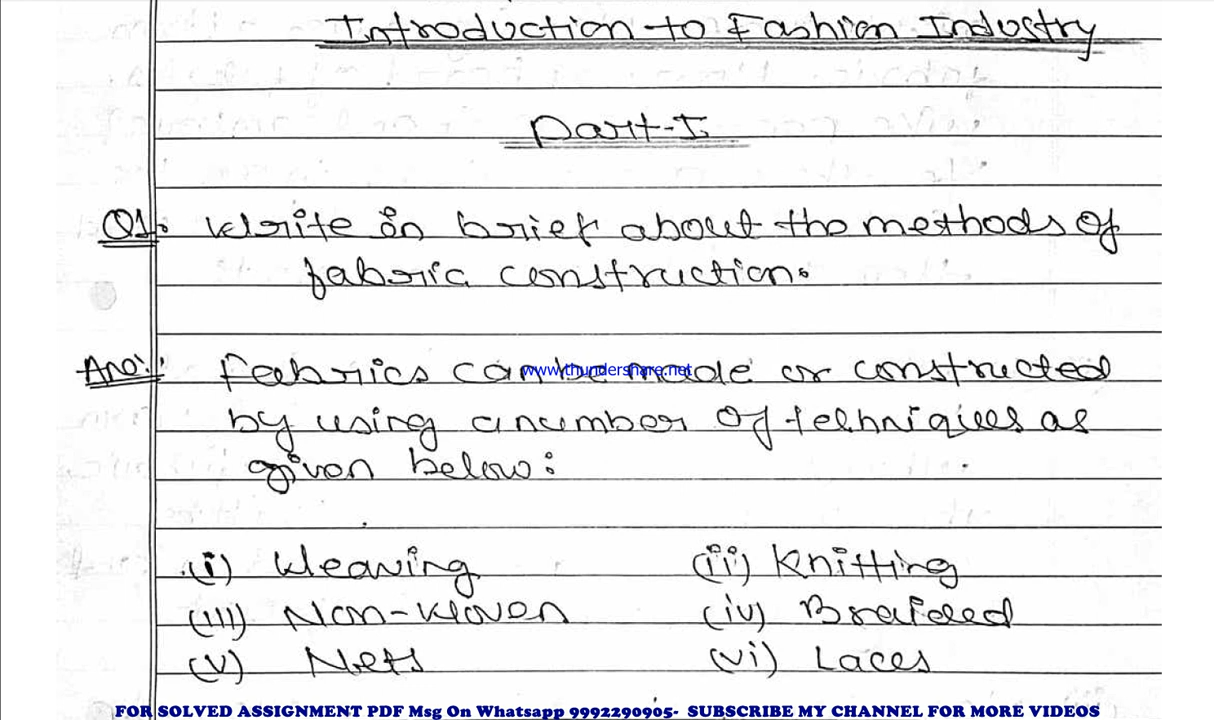 Introduction to Fashion Industry
Part-I
Q1: Write in brief about the methods of
fabric construction.
Ans: Fabrics can be made or constructed
www.thundershare.net
by using a number of techniques as
given below:
(i) Weaving (ii) Knitting
(iii) Non-Woven (iv) Braided
(v) Nets (vi) Laces
FOR SOLVED ASSIGNMENT PDF Msg On Whatsapp 9992290905- SUBSCRIBE MY CHANNEL FOR MORE VIDEOS